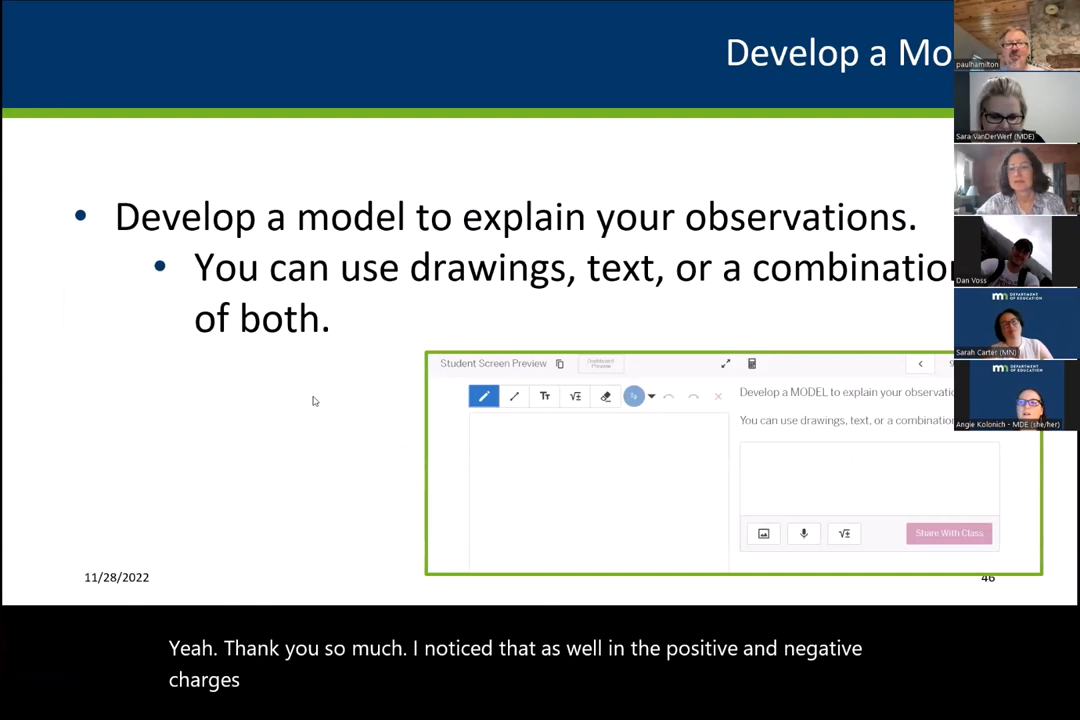 Develop a Mo
paulhamilton
Sara VanDerWerf (MDE)
• Develop a model to explain your observations.
• You can use drawings, text, or a combination
of both.
Dan Voss
DEPARTMENT
OF EDUCATION
Sarah Carter (MN)
DEPARTMENT
OF EDUCATION
Angie Kolonich - MDE (she/her)
Student Screen Preview
Dashboard
Preview
Tт
√±
Develop a MODEL to explain your observatio
You can use drawings, text, or a combination
√±
Share With Class
11/28/2022
46
Yeah. Thank you so much. I noticed that as well in the positive and negative
charges